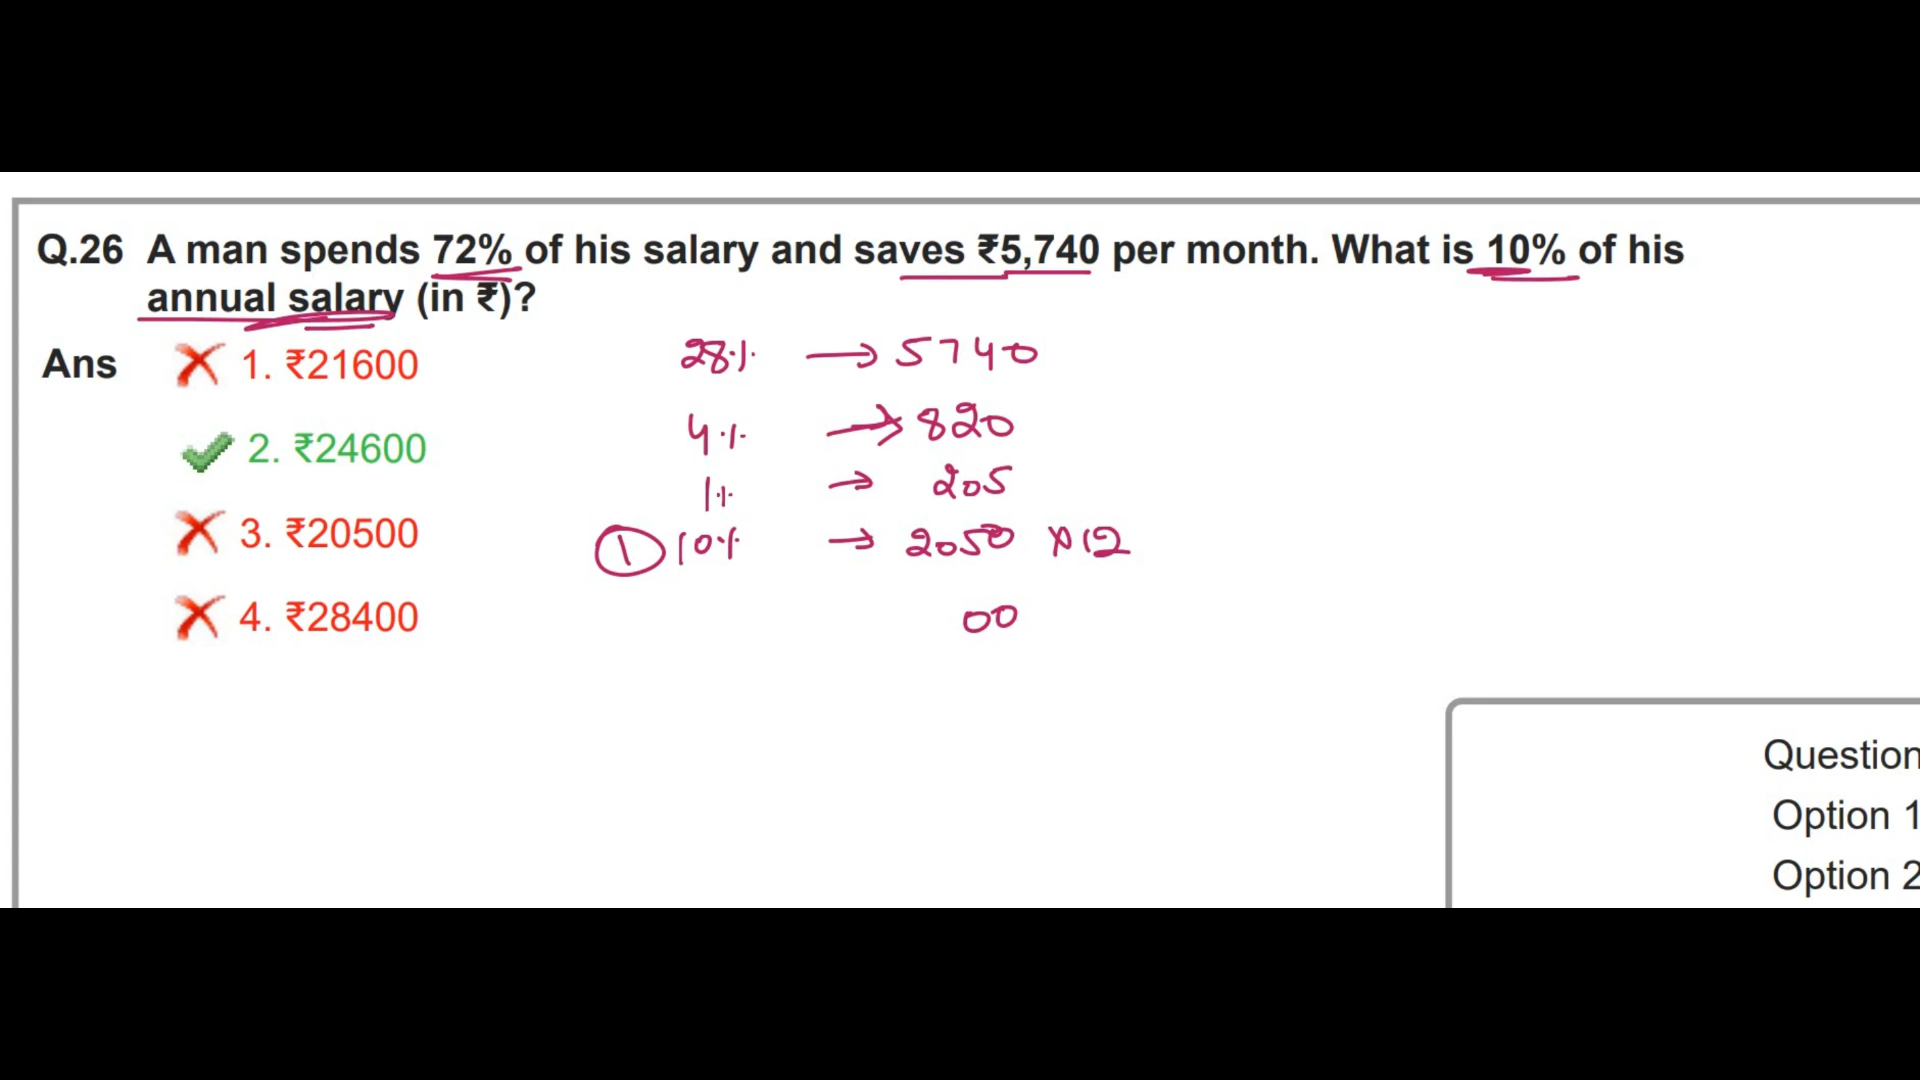 Q.26 A man spends 72% of his salary and saves ₹5,740 per month. What is 10% of his
annual salary (in ₹)?
Ans 1. ₹21600
2. ₹24600
3. ₹20500
4. ₹28400
28% → 5740
4% → 820
1% → 205
① 10% → 2050 × 12
00
Question
Option 1
Option 2